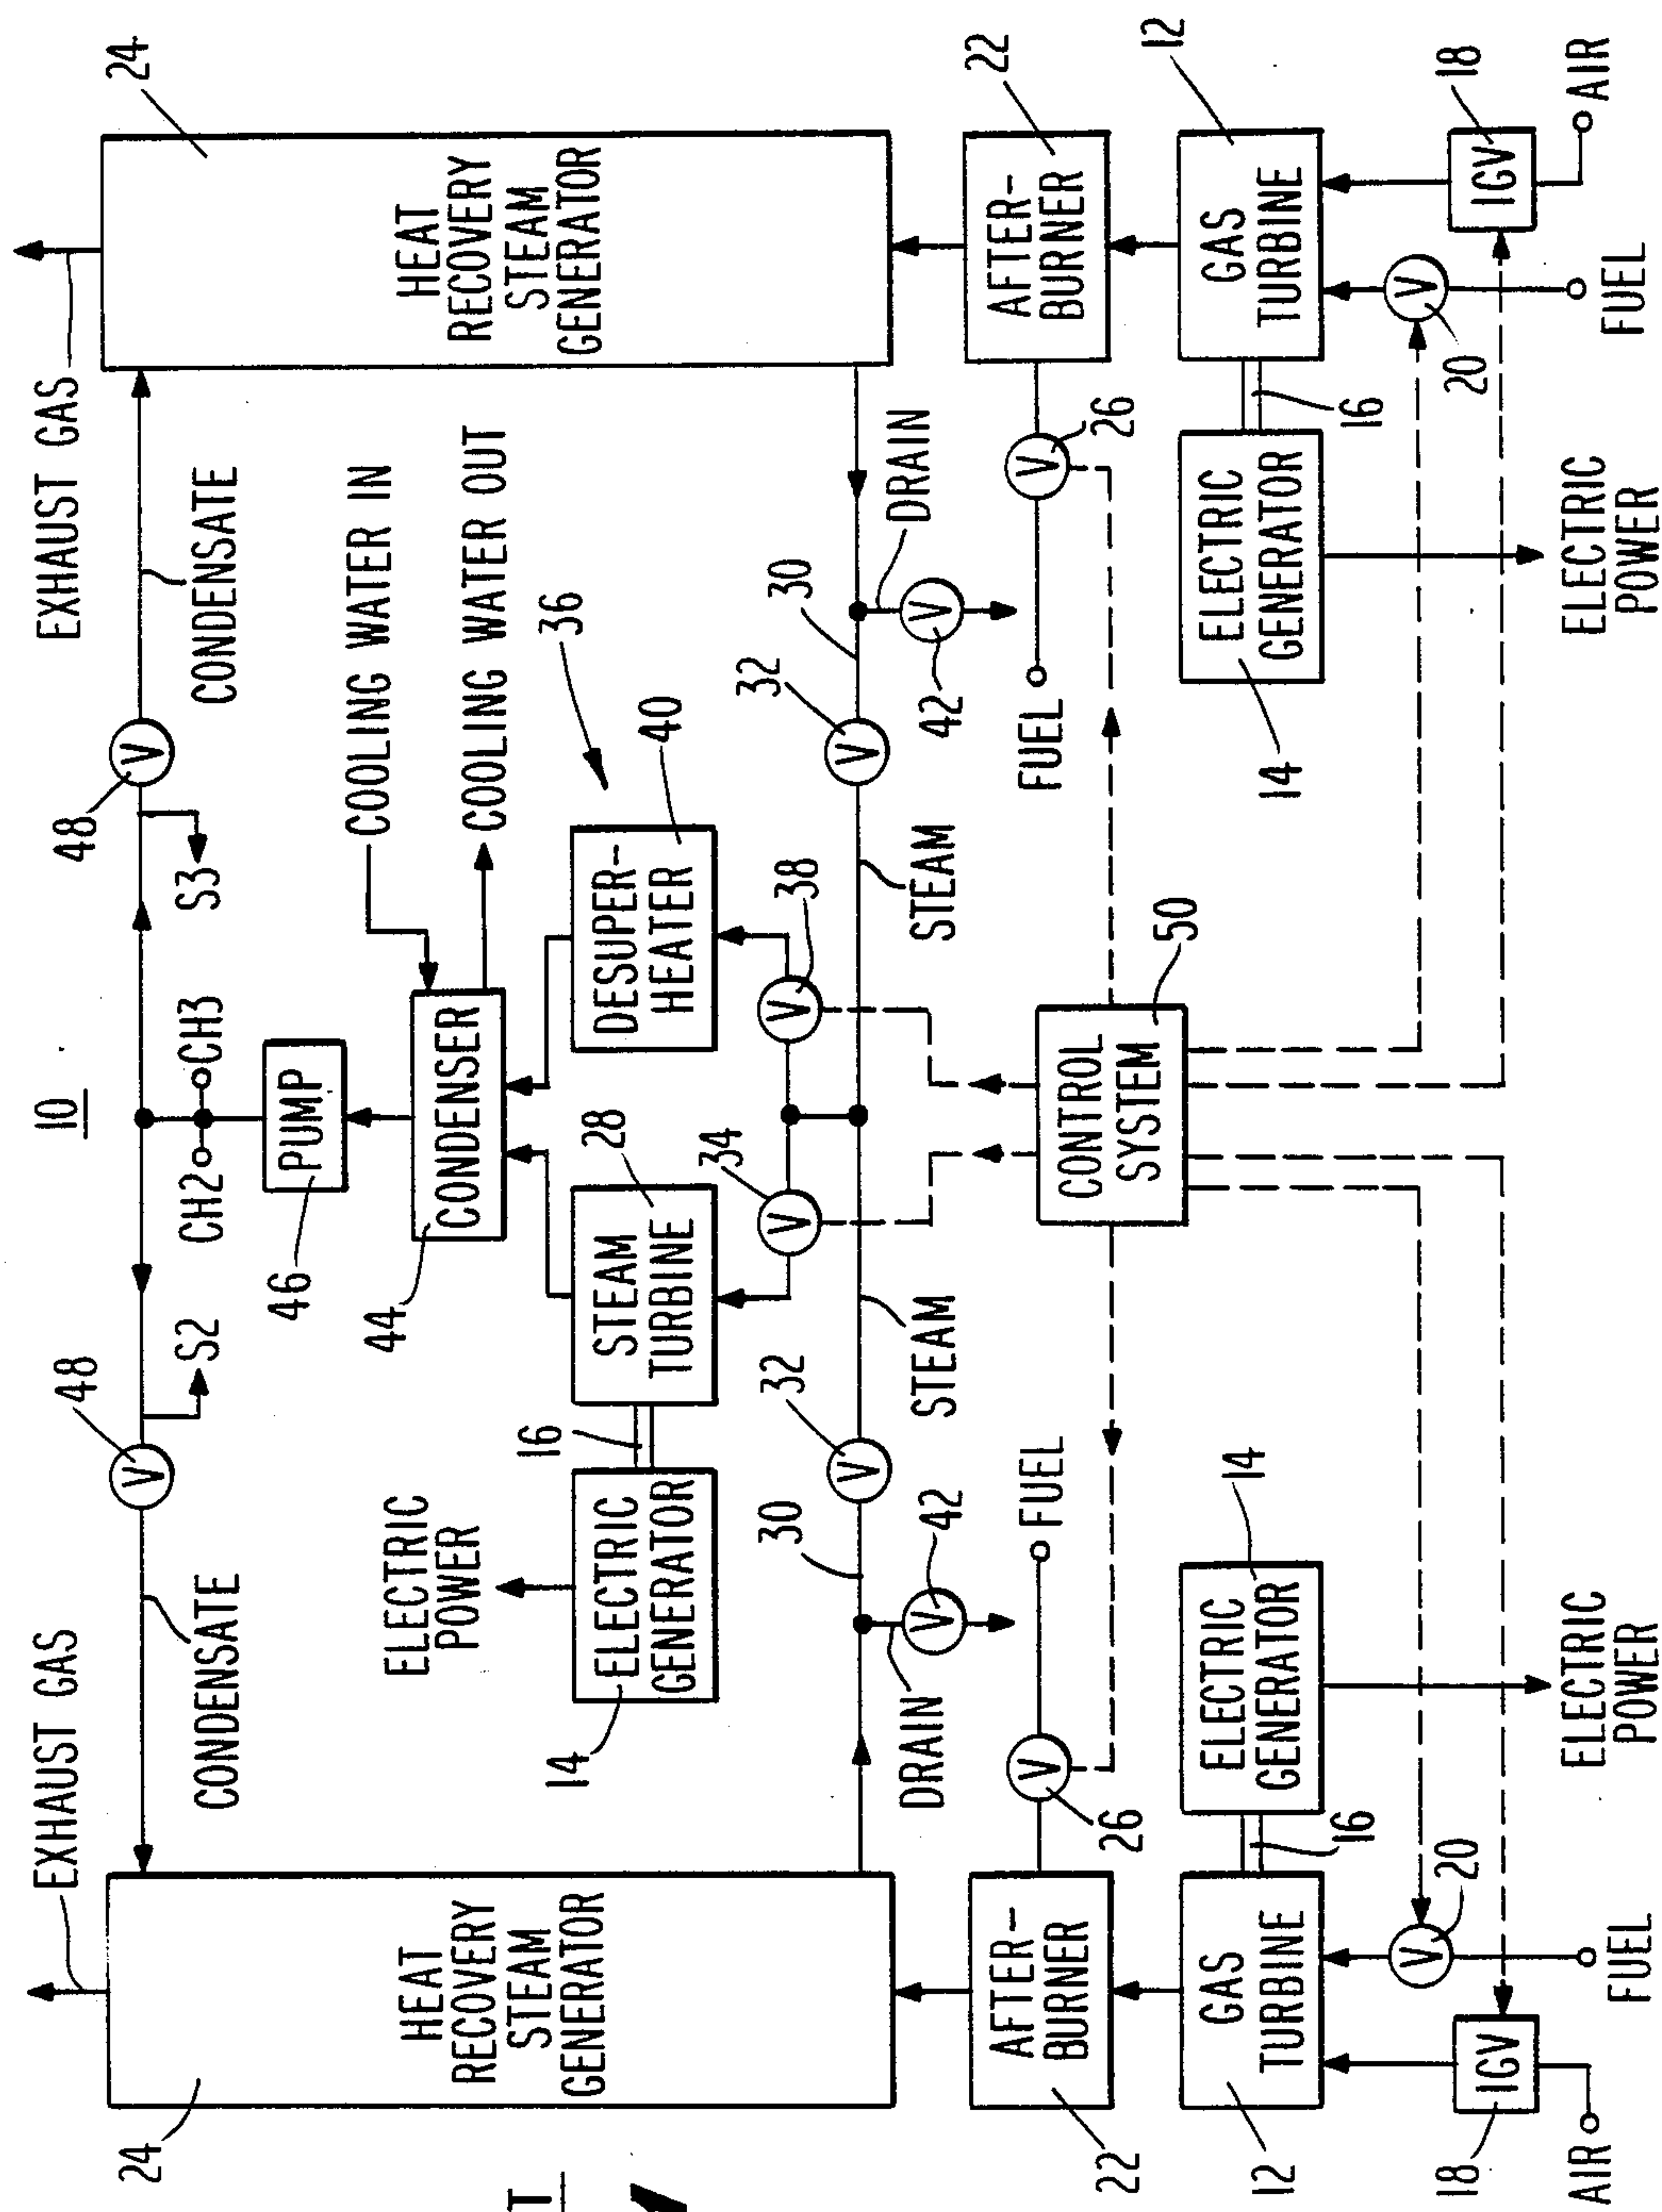 10
EXHAUST GAS
EXHAUST GAS
24
24
48
48
CONDENSATE
CONDENSATE
S2
S3
CH2
CH3
46
PUMP
COOLING WATER IN
COOLING WATER OUT
44
CONDENSER
HEAT
RECOVERY
STEAM
GENERATOR
HEAT
RECOVERY
STEAM
GENERATOR
ELECTRIC
POWER
16
28
36
14
ELECTRIC
GENERATOR
STEAM
TURBINE
DESUPER-
HEATER
40
34
38
V
V
V
V
30
32
32
30
V
V
DRAIN
42
V
STEAM
STEAM
42
V
DRAIN
FUEL
FUEL
V
26
V
26
22
AFTER-
BURNER
AFTER-
BURNER
22
CONTROL
SYSTEM
50
12
GAS
TURBINE
16
ELECTRIC
GENERATOR
14
14
ELECTRIC
GENERATOR
16
GAS
TURBINE
12
20
V
V
20
18
IGV
IGV
18
AIR
FUEL
ELECTRIC
POWER
ELECTRIC
POWER
FUEL
AIR